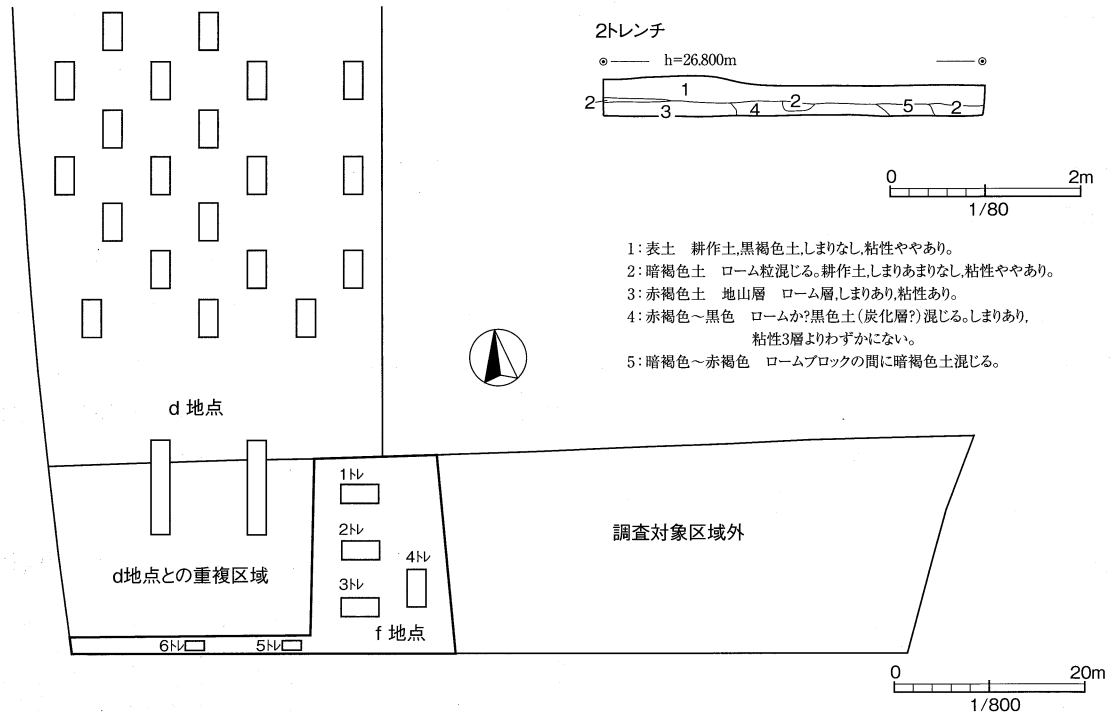 2トレンチ
h=26.800m
1
2
2
3
4
5
2
0 2m
1/80
1:表土 耕作土,黒褐色土,しまりなし,粘性ややあり。
2:暗褐色土 ローム粒混じる。耕作土,しまりあまりなし,粘性ややあり。
3:赤褐色土 地山層 ローム層,しまりあり,粘性あり。
4:赤褐色~黒色 ロームか?黒色土(炭化層?)混じる。しまりあり,
粘性3層よりわずかにない。
5:暗褐色~赤褐色 ロームブロックの間に暗褐色土混じる。
d 地点
1トレ
2トレ
調査対象区域外
4トレ
d地点との重複区域
3トレ
f 地点
6トレ
5トレ
0 20m
1/800